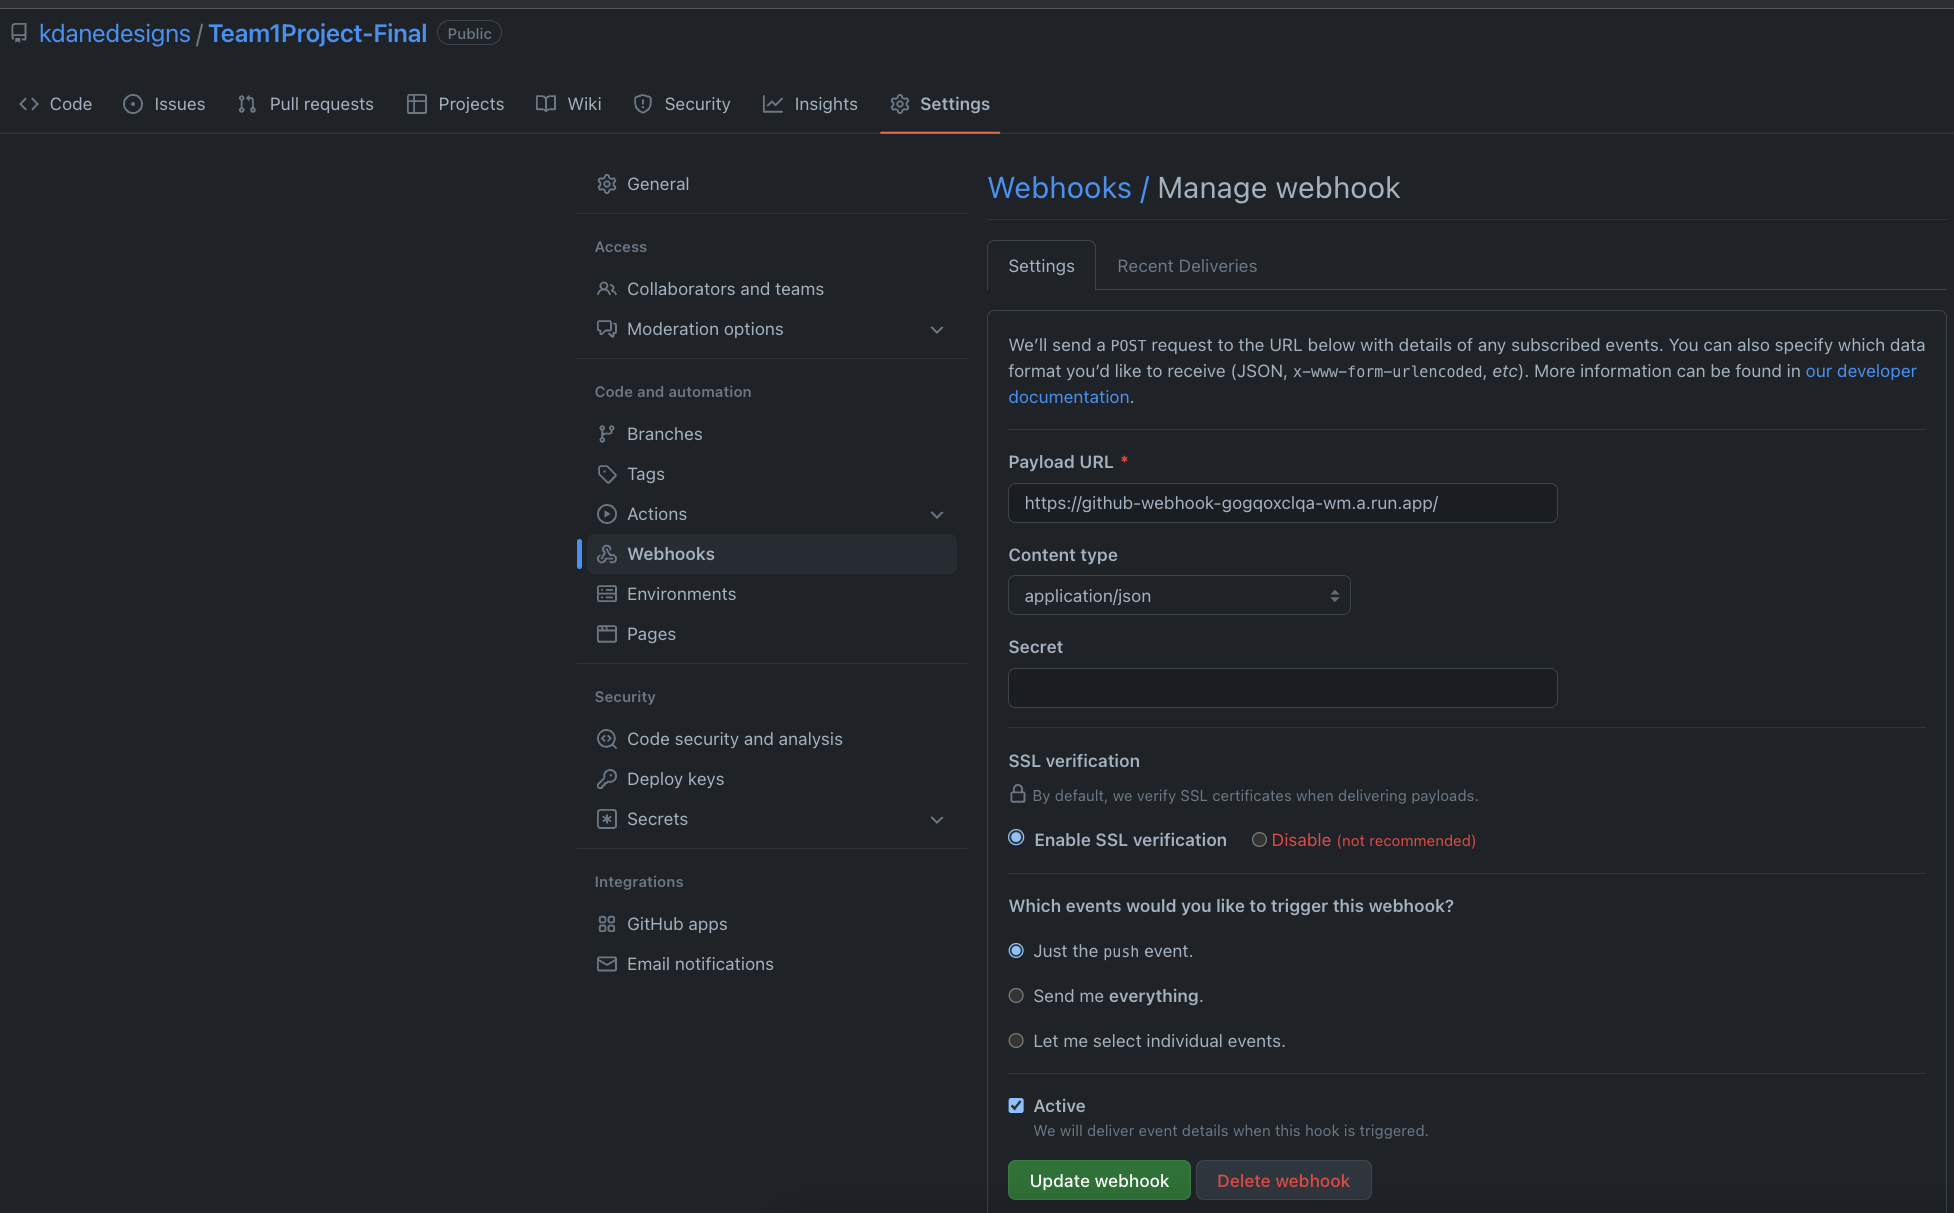 kdanedesigns / Team1Project-Final Public
Code Issues Pull requests Projects Wiki Security Insights Settings
General
Access
Collaborators and teams
Moderation options
Code and automation
Branches
Tags
Actions
Webhooks
Environments
Pages
Security
Code security and analysis
Deploy keys
Secrets
Integrations
GitHub apps
Email notifications
Webhooks / Manage webhook
Settings Recent Deliveries
We’ll send a POST request to the URL below with details of any subscribed events. You can also specify which data
format you’d like to receive (JSON, x-www-form-urlencoded, etc). More information can be found in our developer
documentation.
Payload URL *
https://github-webhook-gogqoxclqa-wm.a.run.app/
Content type
application/json
Secret
SSL verification
By default, we verify SSL certificates when delivering payloads.
Enable SSL verification Disable (not recommended)
Which events would you like to trigger this webhook?
Just the push event.
Send me everything.
Let me select individual events.
Active
We will deliver event details when this hook is triggered.
Update webhook Delete webhook